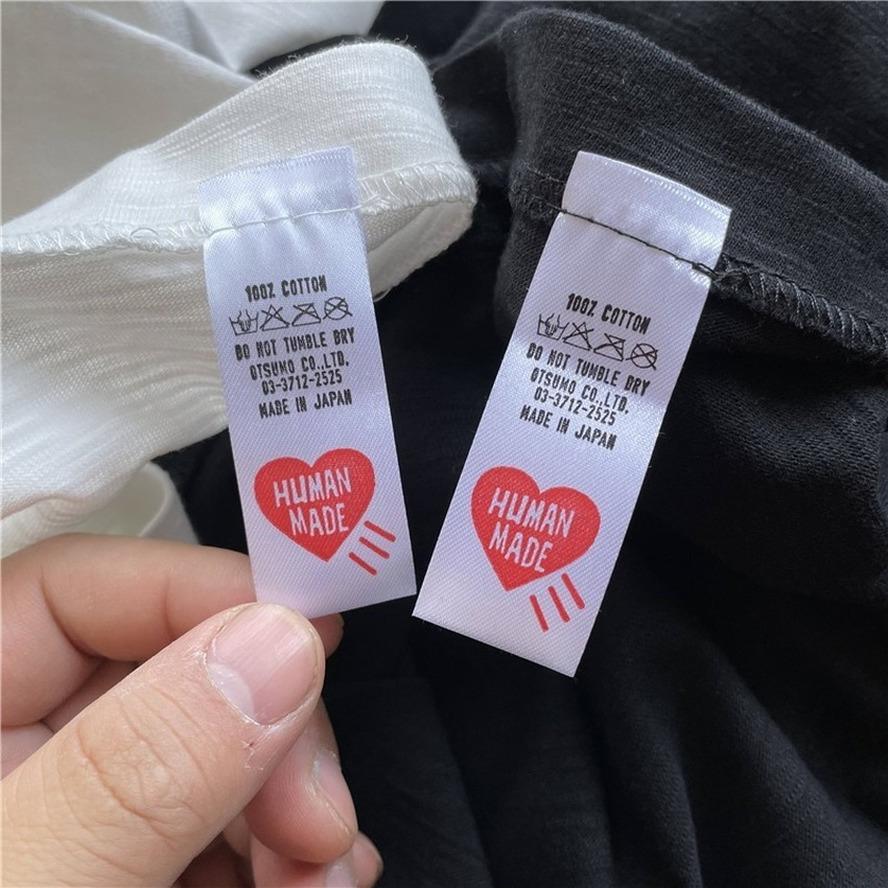 100% COTTON
DO NOT TUMBLE DRY
OTSUMO CO.,LTD.
03-3712-2525
MADE IN JAPAN
HUMAN
MADE
100% COTTON
DO NOT TUMBLE DRY
OTSUMO CO.,LTD.
03-3712-2525
MADE IN JAPAN
HUMAN
MADE